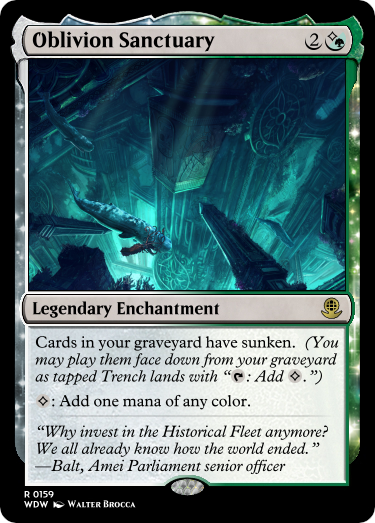 Oblivion Sanctuary 2
Legendary Enchantment
Cards in your graveyard have sunken. (You
may play them face down from your graveyard
as tapped Trench lands with “: Add .”)
: Add one mana of any color.
“Why invest in the Historical Fleet anymore?
We all already know how the world ended.”
—Balt, Amei Parliament senior officer
R 0159
WDW Walter Brocca